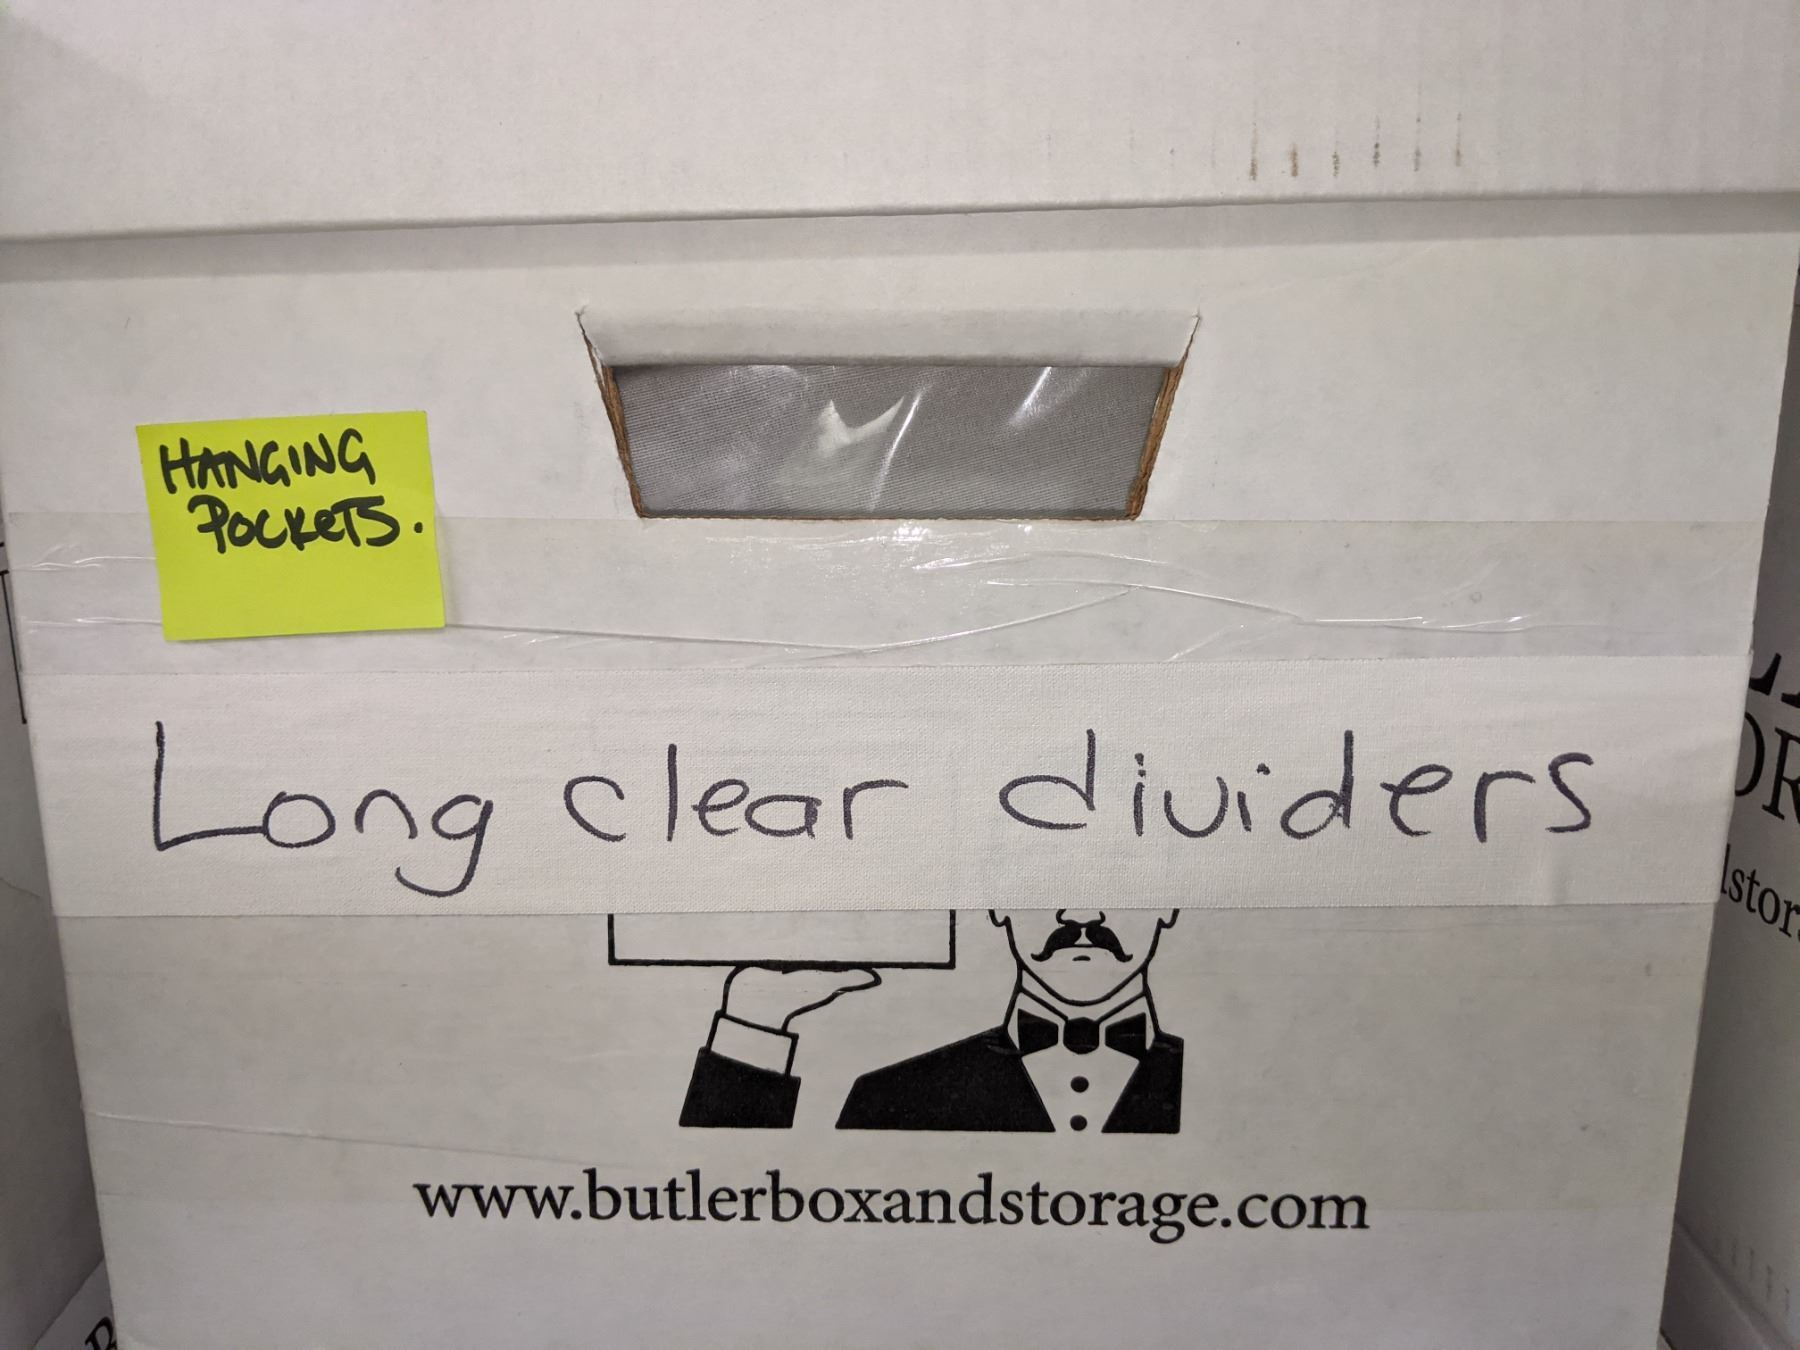 HANGING
POCKETS.
Long clear dividers
www.butlerboxandstorage.com